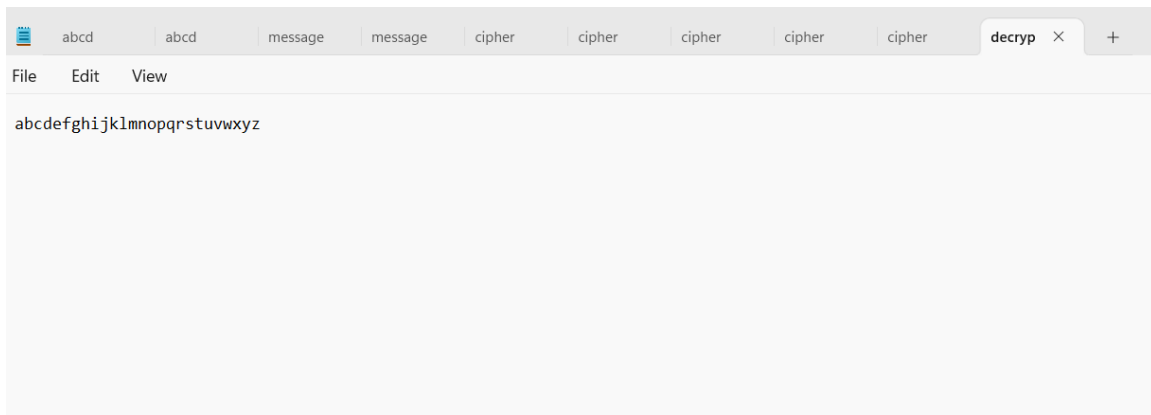 abcd abcd message message cipher cipher cipher cipher cipher decryp
File Edit View
abcdefghijklmnopqrstuvwxyz